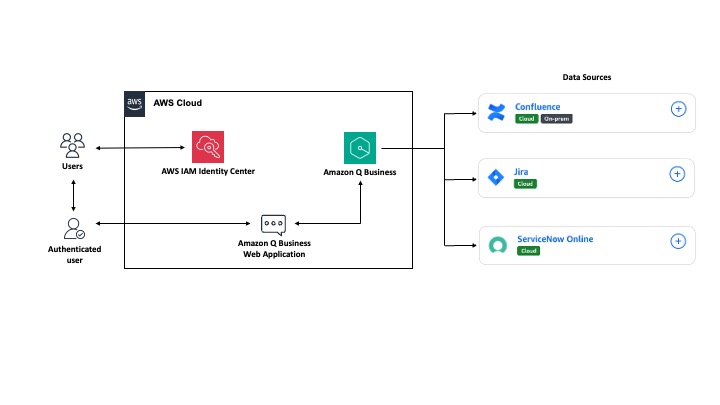 Data Sources
aws
AWS Cloud
Confluence
Cloud On-prem
Users
AWS IAM Identity Center
Amazon Q Business
Jira
Cloud
Authenticated
user
Amazon Q Business
Web Application
ServiceNow Online
Cloud